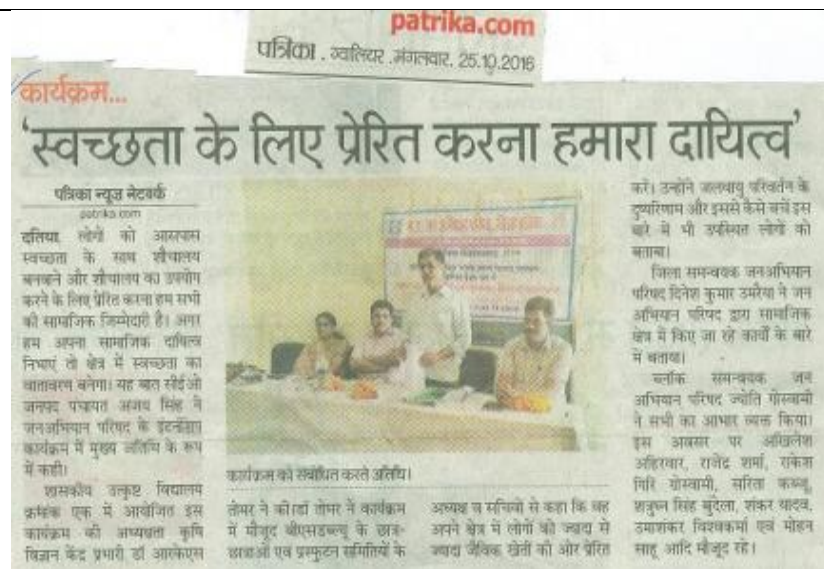 patrika.com
पत्रिका . ग्वालियर .मंगलवार. 25.10.2016
कार्यक्रम...
'स्वच्छता के लिए प्रेरित करना हमारा दायित्व'
पत्रिका न्यूज नेटवर्क
patrika.com
दतिया. लोगों को आसपास
स्वच्छता के साथ शौचालय
बनवाने और शौचालय का उपयोग
करने के लिए प्रेरित करना हम सभी
की सामाजिक जिम्मेदारी है। अगर
हम अपना सामाजिक दायित्व
निभाएं तो क्षेत्र में स्वच्छता का
वातावरण बनेगा। यह बात सीईओ
जनपद पंचायत अजय सिंह ने
जनअभियान परिषद के इंटर्नशिप
कार्यक्रम में मुख्य अतिथि के रूप
में कही।
शासकीय उत्कृष्ट विद्यालय
क्रमांक एक में आयोजित इस
कार्यक्रम की अध्यक्षता कृषि
विज्ञान केंद्र प्रभारी डॉ आरकेएस
कार्यक्रम को संबोधित करते अतिथि।
तोमर ने की। डॉ तोमर ने कार्यक्रम
में मौजूद बीएसडब्ल्यू के छात्र-
छात्राओं एवं प्रस्फुटन समितियों के
अध्यक्ष व सचिवों से कहा कि वह
अपने क्षेत्र में लोगों को ज्यादा से
ज्यादा जैविक खेती की ओर प्रेरित
करें। उन्होंने जलवायु परिवर्तन के
दुष्परिणाम और इससे कैसे बचें इस
बारे में भी उपस्थित लोगों को
बताया।
जिला समन्वयक जनअभियान
परिषद दिनेश कुमार उमरैया ने जन
अभियान परिषद द्वारा सामाजिक
क्षेत्र में किए जा रहे कार्यों के बारे
में बताया।
ब्लॉक समन्वयक जन
अभियान परिषद ज्योति गोस्वामी
ने सभी का आभार व्यक्त किया।
इस अवसर पर अखिलेश
अहिरवार, राजेंद्र शर्मा, राकेश
गिरि गोस्वामी, सरिता कब्जू,
शत्रुघ्न सिंह बुंदेला, शंकर यादव,
उमाशंकर विश्वकर्मा एवं मोहन
साहू आदि मौजूद रहे।